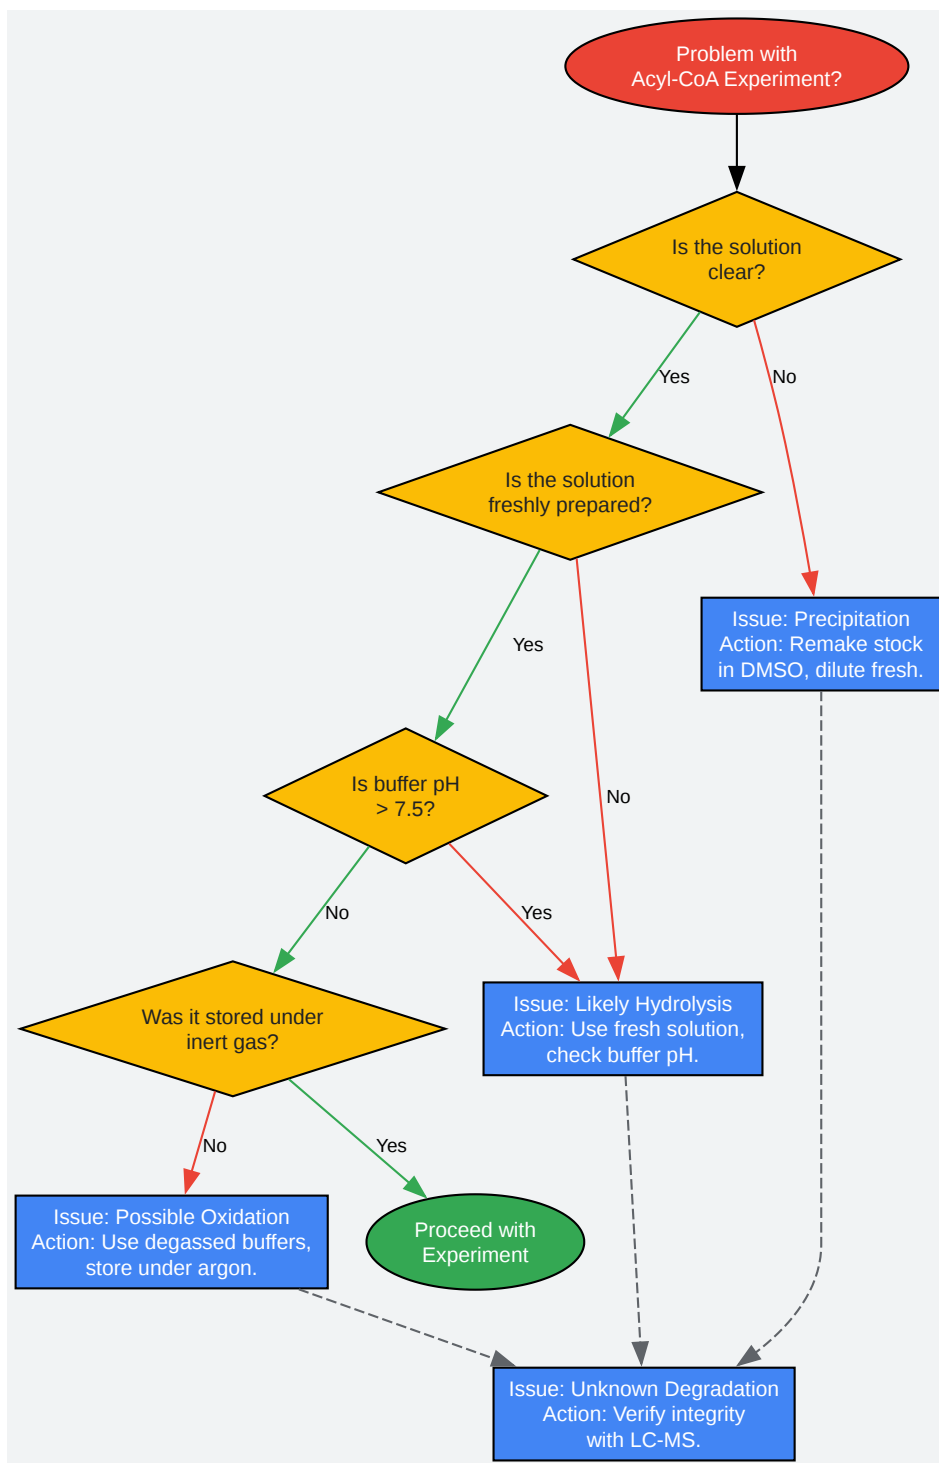 Problem with
Acyl-CoA Experiment?
Is the solution
clear?
Yes
No
Is the solution
freshly prepared?
Yes
No
Issue: Precipitation
Action: Remake stock
in DMSO, dilute fresh.
Is buffer pH
> 7.5?
No
Yes
Was it stored under
inert gas?
Issue: Likely Hydrolysis
Action: Use fresh solution,
check buffer pH.
No
Yes
Issue: Possible Oxidation
Action: Use degassed buffers,
store under argon.
Proceed with
Experiment
Issue: Unknown Degradation
Action: Verify integrity
with LC-MS.